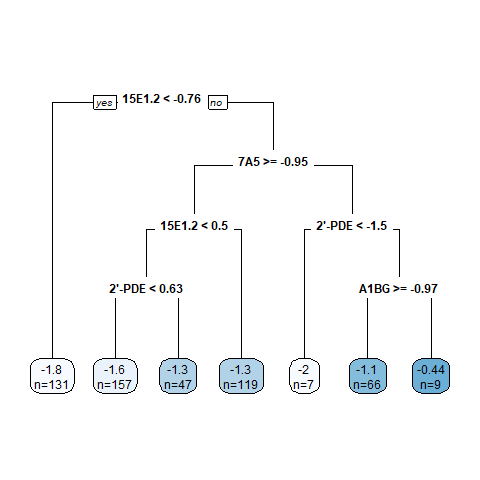 yes 15E1.2 < -0.76 no
7A5 >= -0.95
15E1.2 < 0.5 2'-PDE < -1.5
2'-PDE < 0.63 A1BG >= -0.97
-1.8 -1.6 -1.3 -1.3 -2 -1.1 -0.44
n=131 n=157 n=47 n=119 n=7 n=66 n=9